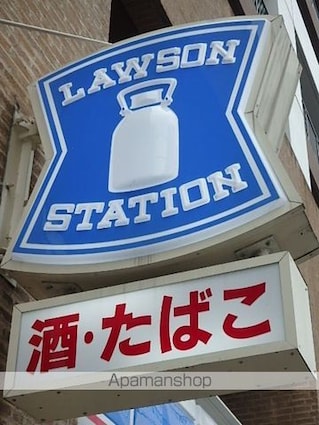 LAWSON
STATION
酒・たばこ
Apamanshop